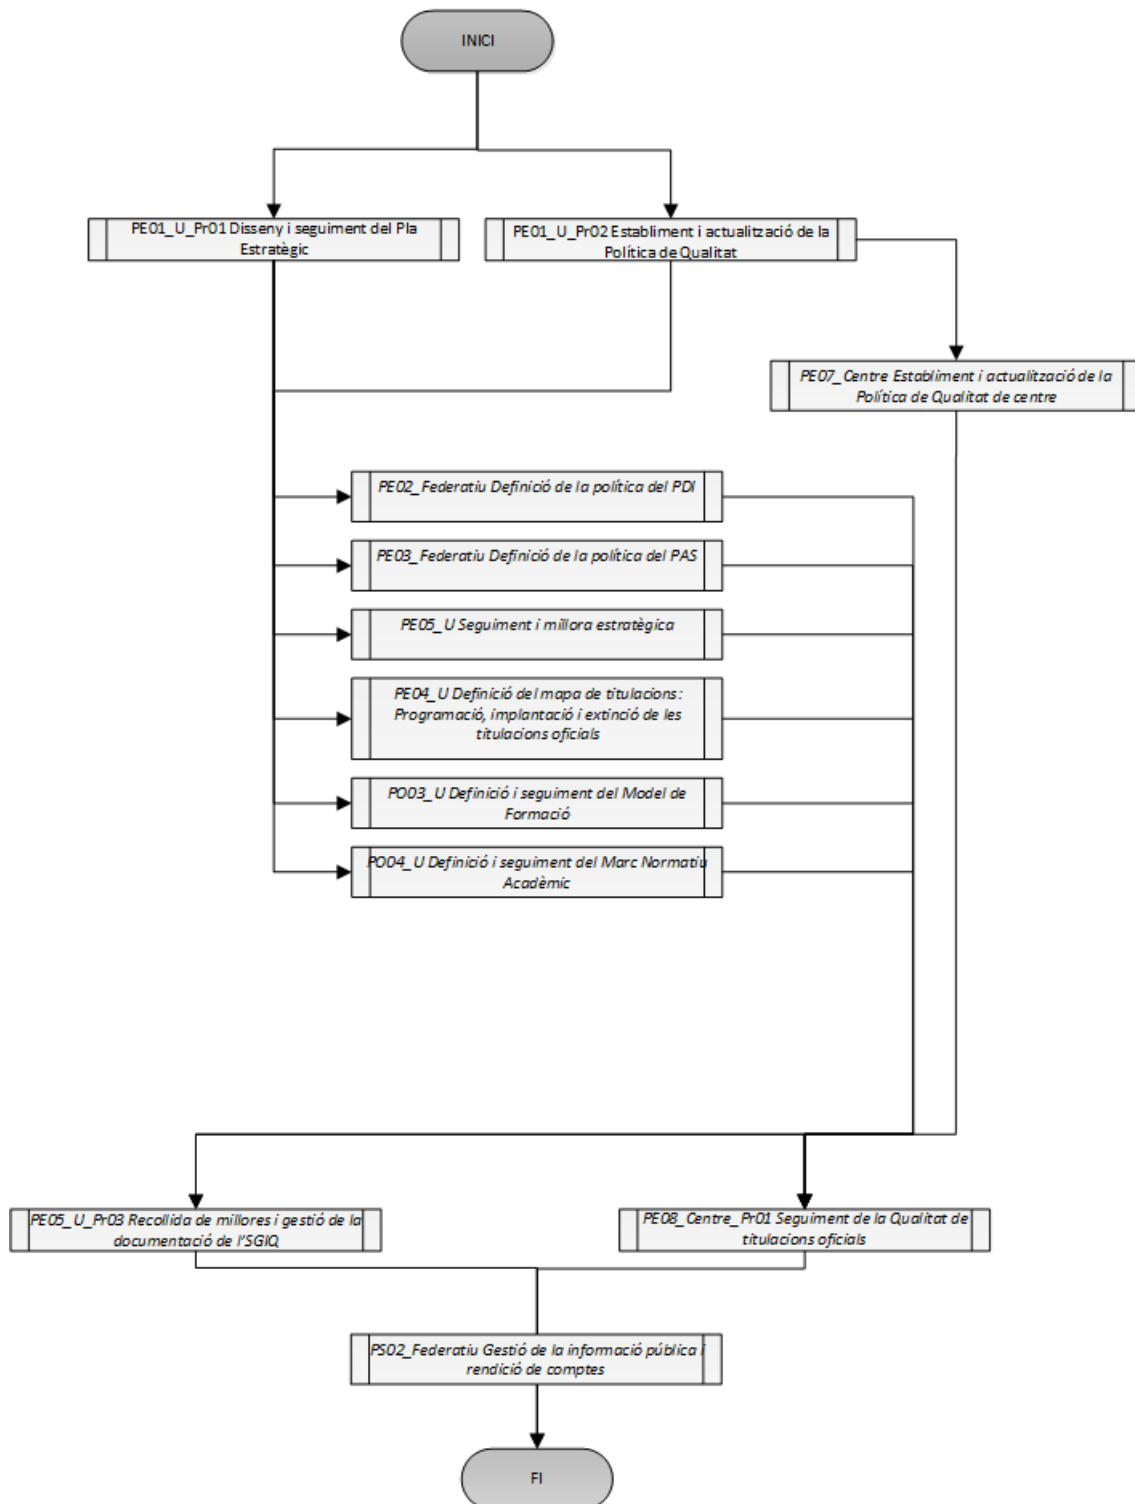 INICI
PE01_U_Pr01 Disseny i seguiment del Pla
Estratègic
PE01_U_Pr02 Establiment i actualització de la
Política de Qualitat
PE07_Centre Establiment i actualització de la
Política de Qualitat de centre
PE02_Federatiu Definició de la política del PDI
PE03_Federatiu Definició de la política del PAS
PE05_U Seguiment i millora estratègica
PE04_U Definició del mapa de titulacions:
Programació, implantació i extinció de les
titulacions oficials
PO03_U Definició i seguiment del Model de
Formació
PO04_U Definició i seguiment del Marc Normatiu
Acadèmic
PE05_U_Pr03 Recollida de millores i gestió de la
documentació de l'SGIQ
PE08_Centre_Pr01 Seguiment de la Qualitat de
titulacions oficials
PS02_Federatiu Gestió de la informació pública i
rendició de comptes
FI